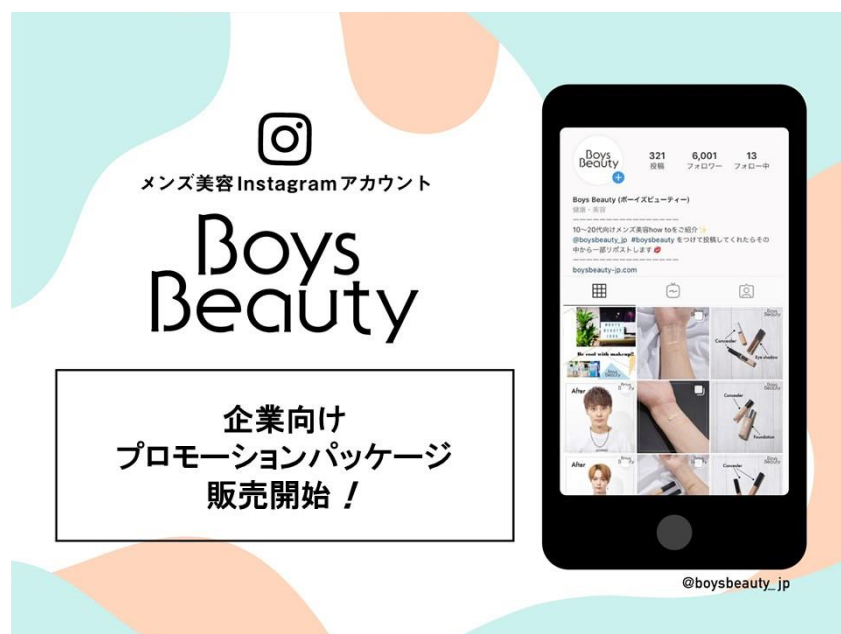 メンズ美容Instagramアカウント
Boys
Beauty
企業向け
プロモーションパッケージ
販売開始！
Boys
Beauty
321
6,001
13
投稿
フォロワー
フォロー中
Boys Beauty (ボーイズビューティー)
健康・美容
10〜20代向けメンズ美容how toをご紹介✨
@boysbeauty_jp #boysbeauty をつけて投稿してくれたらその
中から一部リポストします💋
boysbeauty-jp.com
Be cool with makeup!!
Boys
Beauty
Concealer
Eye shadow
After
Concealer
Foundation
After
Concealer
@boysbeauty_jp